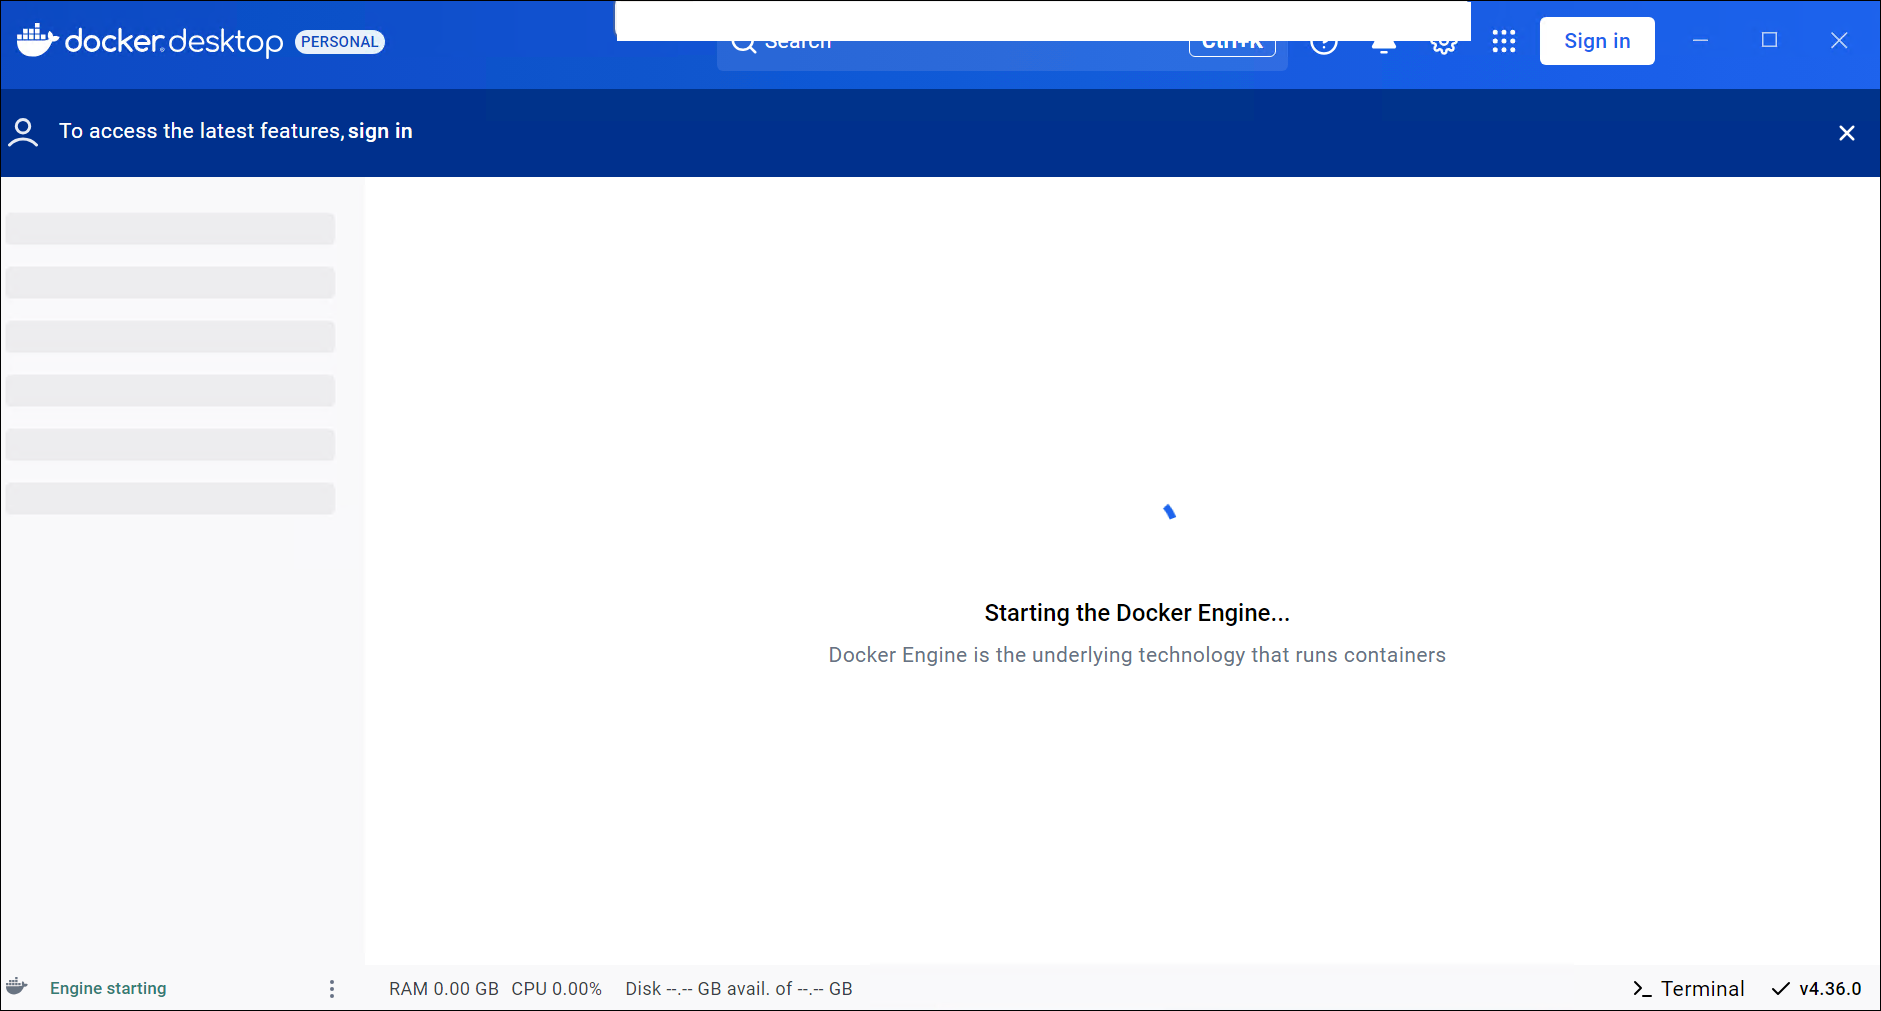 docker desktop PERSONAL
Search
Ctrl+K
Sign in
To access the latest features, sign in
Starting the Docker Engine...
Docker Engine is the underlying technology that runs containers
Engine starting
RAM 0.00 GB CPU 0.00% Disk --.-- GB avail. of --.-- GB
Terminal
v4.36.0